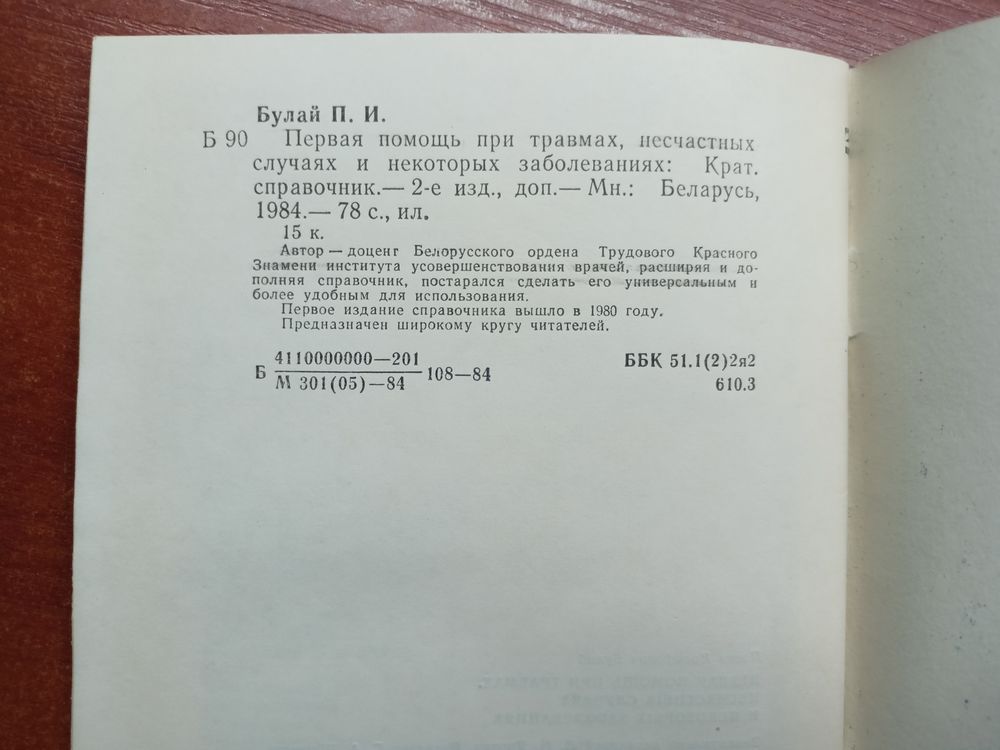 Булай П. И.
Б 90 Первая помощь при травмах, несчастных
случаях и некоторых заболеваниях: Крат.
справочник.— 2-е изд., доп.— Мн.: Беларусь,
1984.— 78 с., ил.
15 к.
Автор — доцент Белорусского ордена Трудового Красного
Знамени института усовершенствования врачей, расширяя и до-
полняя справочник, постарался сделать его универсальным и
более удобным для использования.
Первое издание справочника вышло в 1980 году.
Предназначен широкому кругу читателей.
4110000000—201
Б 108—84
М 301(05)—84
ББК 51.1(2)2я2
610.3